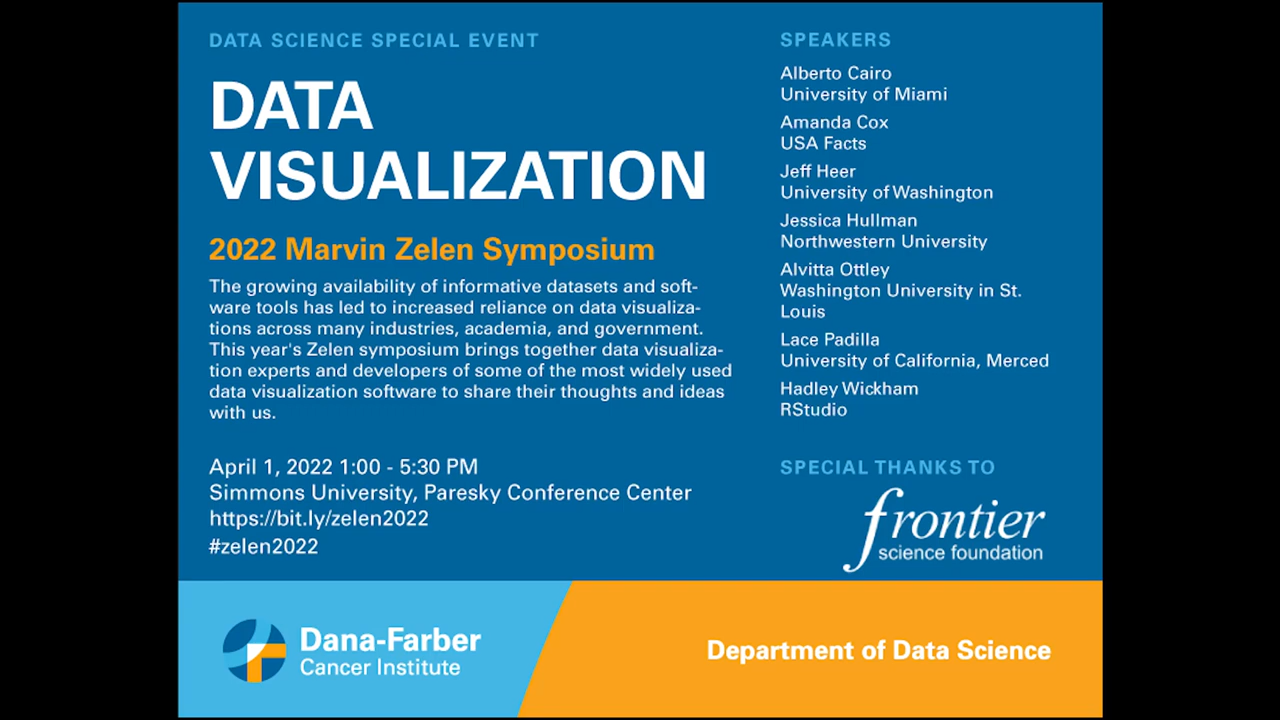 DATA SCIENCE SPECIAL EVENT
DATA
VISUALIZATION
2022 Marvin Zelen Symposium
The growing availability of informative datasets and soft-
ware tools has led to increased reliance on data visualiza-
tions across many industries, academia, and government.
This year's Zelen symposium brings together data visualiza-
tion experts and developers of some of the most widely used
data visualization software to share their thoughts and ideas
with us.
April 1, 2022 1:00 - 5:30 PM
Simmons University, Paresky Conference Center
https://bit.ly/zelen2022
#zelen2022
SPEAKERS
Alberto Cairo
University of Miami
Amanda Cox
USA Facts
Jeff Heer
University of Washington
Jessica Hullman
Northwestern University
Alvitta Ottley
Washington University in St.
Louis
Lace Padilla
University of California, Merced
Hadley Wickham
RStudio
SPECIAL THANKS TO
frontier
science foundation
Dana-Farber
Cancer Institute
Department of Data Science